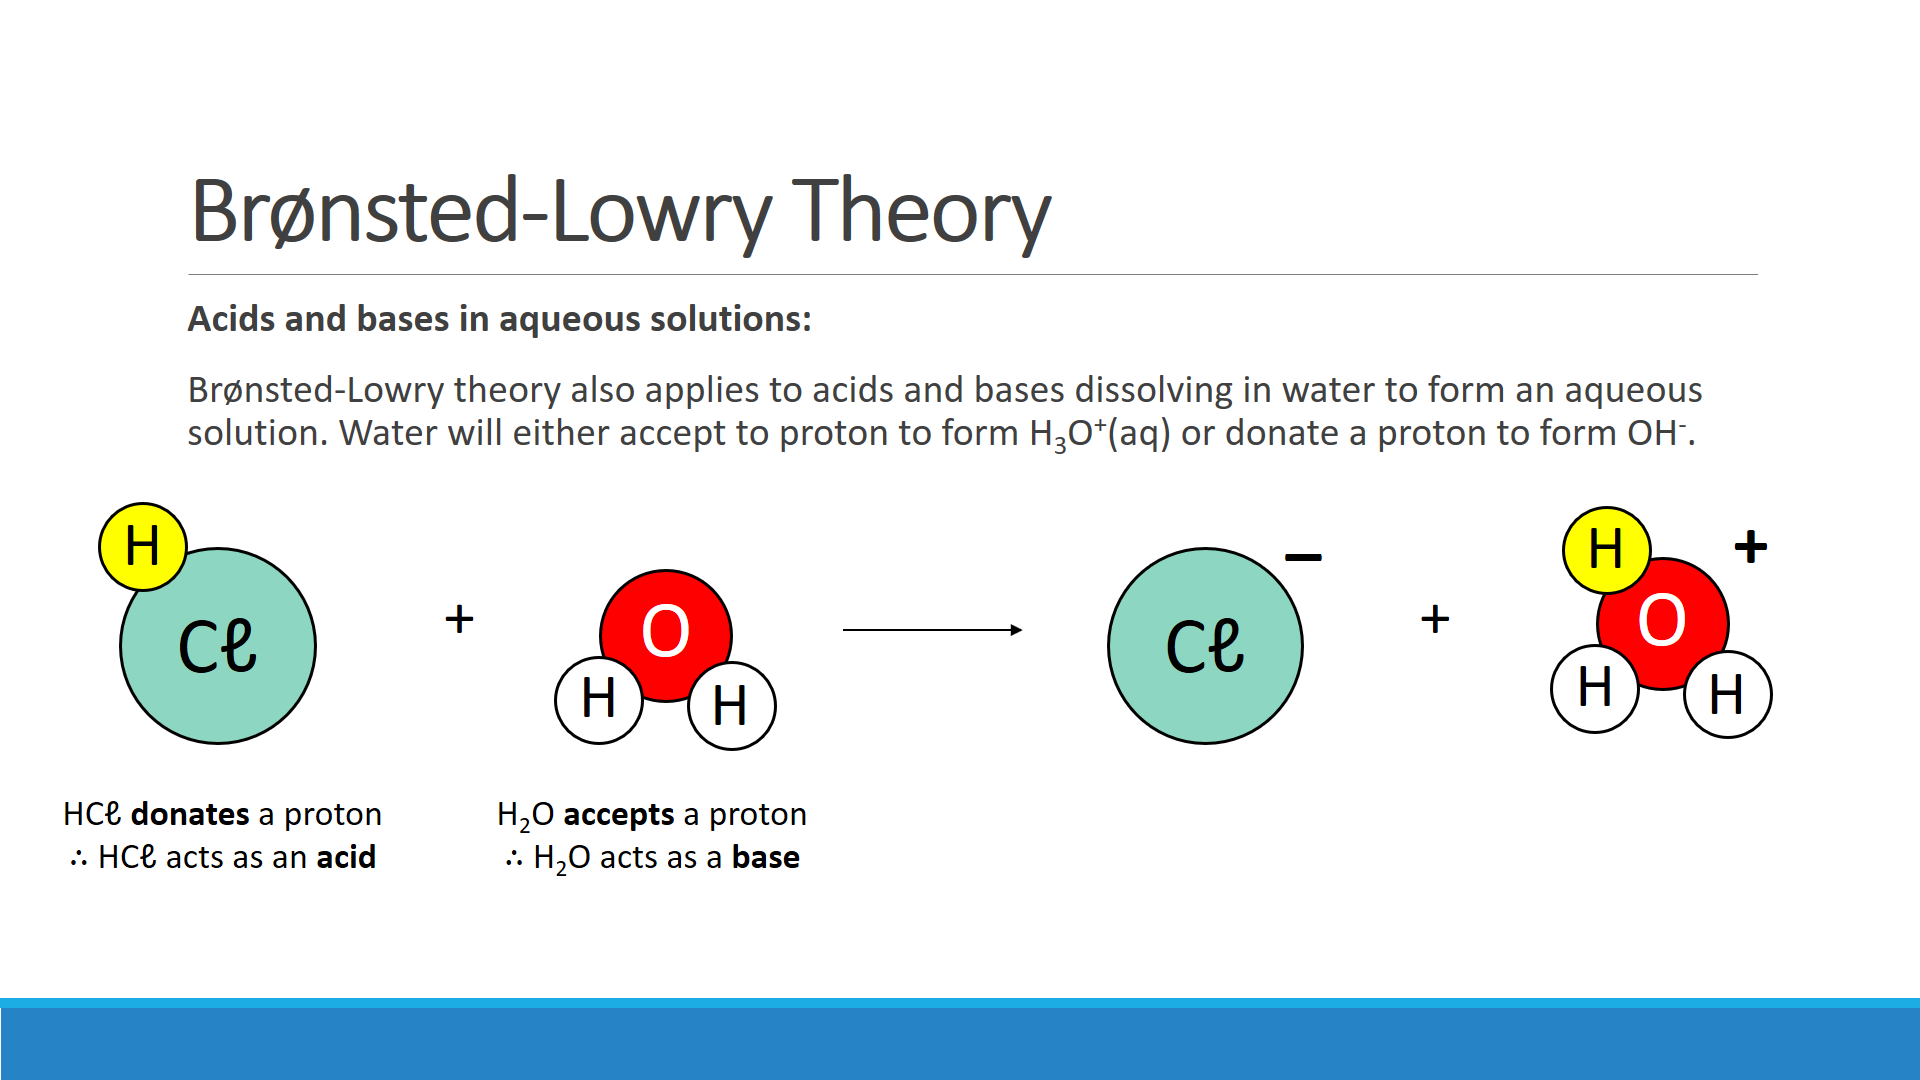 Brønsted-Lowry Theory
Acids and bases in aqueous solutions:
Brønsted-Lowry theory also applies to acids and bases dissolving in water to form an aqueous
solution. Water will either accept to proton to form H₃O⁺(aq) or donate a proton to form OH⁻.
H
Cℓ
+
O
H
H
Cℓ
−
+
H
O
H
H
+
HCℓ donates a proton
∴ HCℓ acts as an acid
H₂O accepts a proton
∴ H₂O acts as a base